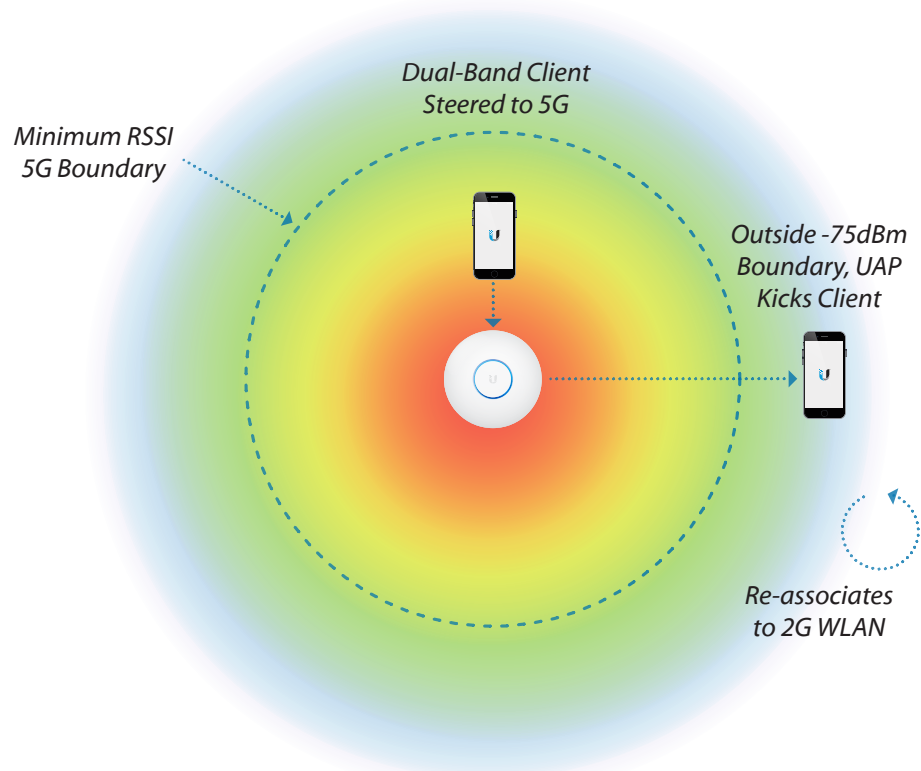 Dual-Band Client
Steered to 5G
Minimum RSSI
5G Boundary
Outside -75dBm
Boundary, UAP
Kicks Client
Re-associates
to 2G WLAN